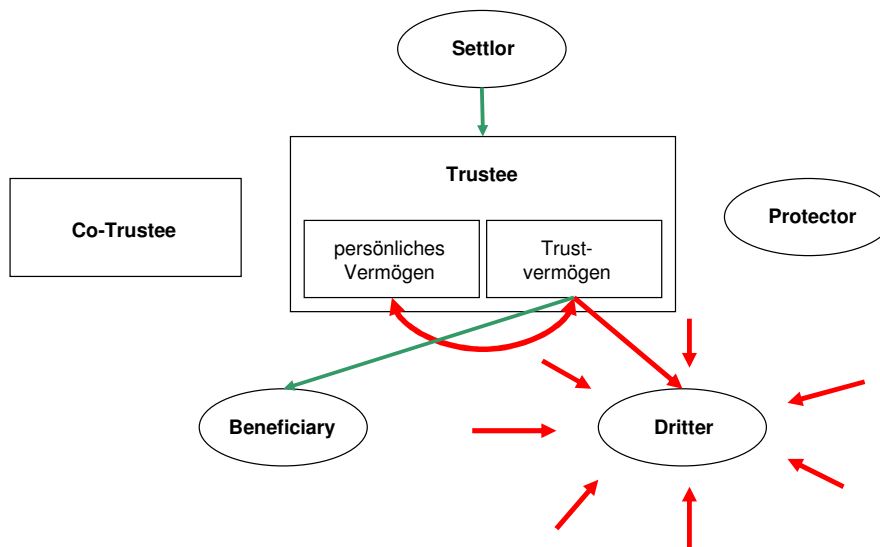 Settlor
Trustee
Co-Trustee
persönliches
Vermögen
Trust-
vermögen
Protector
Beneficiary
Dritter